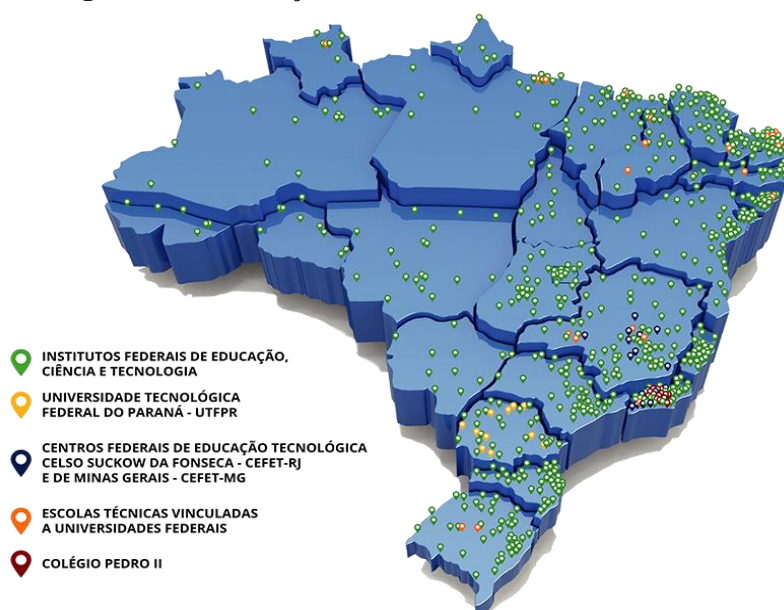 INSTITUTOS FEDERAIS DE EDUCAÇÃO,
CIÊNCIA E TECNOLOGIA
UNIVERSIDADE TECNOLÓGICA
FEDERAL DO PARANÁ - UTFPR
CENTROS FEDERAIS DE EDUCAÇÃO TECNOLÓGICA
CELSO SUCKOW DA FONSECA - CEFET-RJ
E DE MINAS GERAIS - CEFET-MG
ESCOLAS TÉCNICAS VINCULADAS
A UNIVERSIDADES FEDERAIS
COLÉGIO PEDRO II